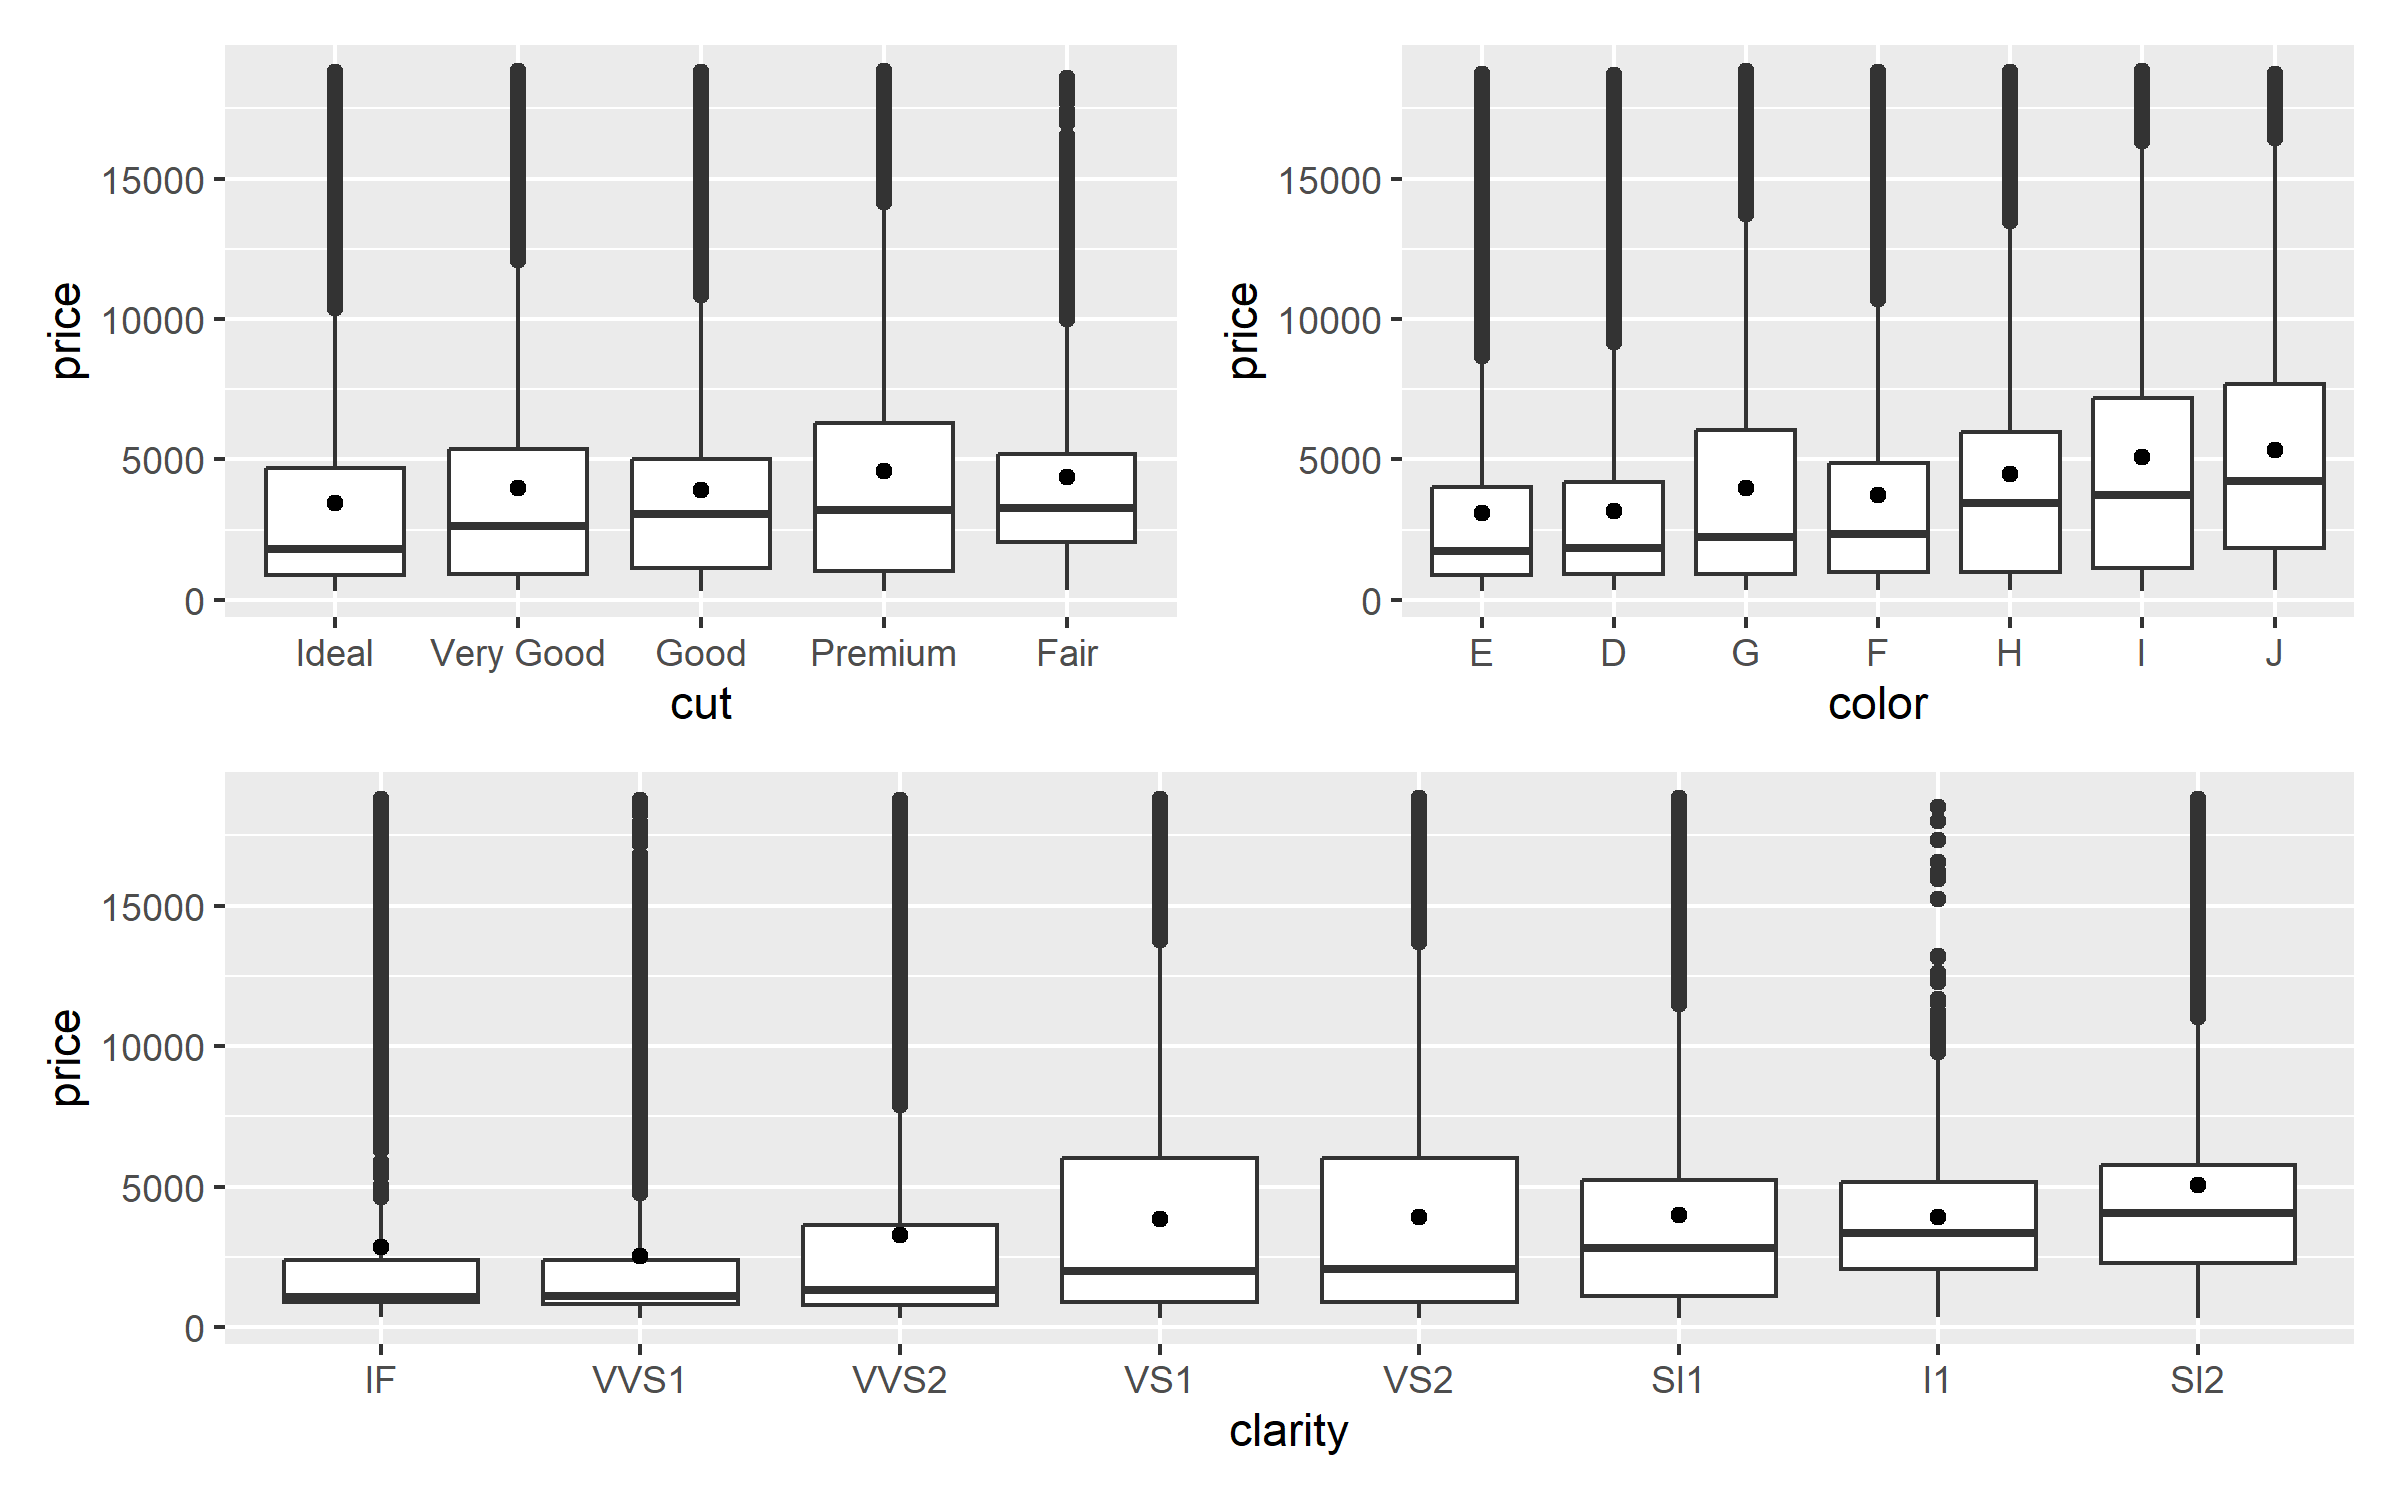 price
15000
10000
5000
0
Ideal Very Good Good Premium Fair
cut
price
15000
10000
5000
0
E D G F H I J
color
price
15000
10000
5000
0
IF VVS1 VVS2 VS1 VS2 SI1 I1 SI2
clarity